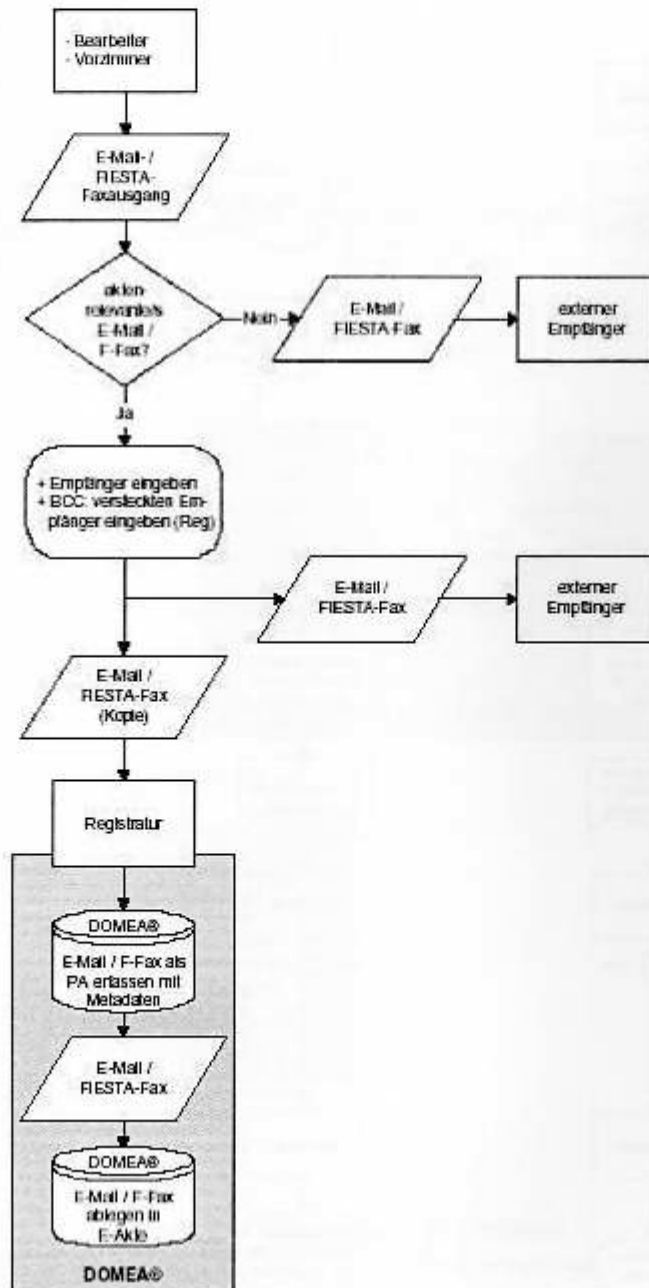 - Bearbeiter
- Vorzimmer
E-Mail- /
FIESTA-
Faxausgang
akten-
relevante/s
E-Mail /
F-Fax?
Nein
E-Mail /
FIESTA-Fax
externer
Empfänger
Ja
+ Empfänger eingeben
+ BCC: versteckten Em-
pfänger eingeben (Reg)
E-Mail /
FIESTA-Fax
externer
Empfänger
E-Mail /
FIESTA-Fax
(Kopie)
Registratur
DOMEA®
E-Mail / F-Fax als
PA erfassen mit
Metadaten
E-Mail /
FIESTA-Fax
DOMEA®
E-Mail / F-Fax
ablegen in
E-Akte
DOMEA®